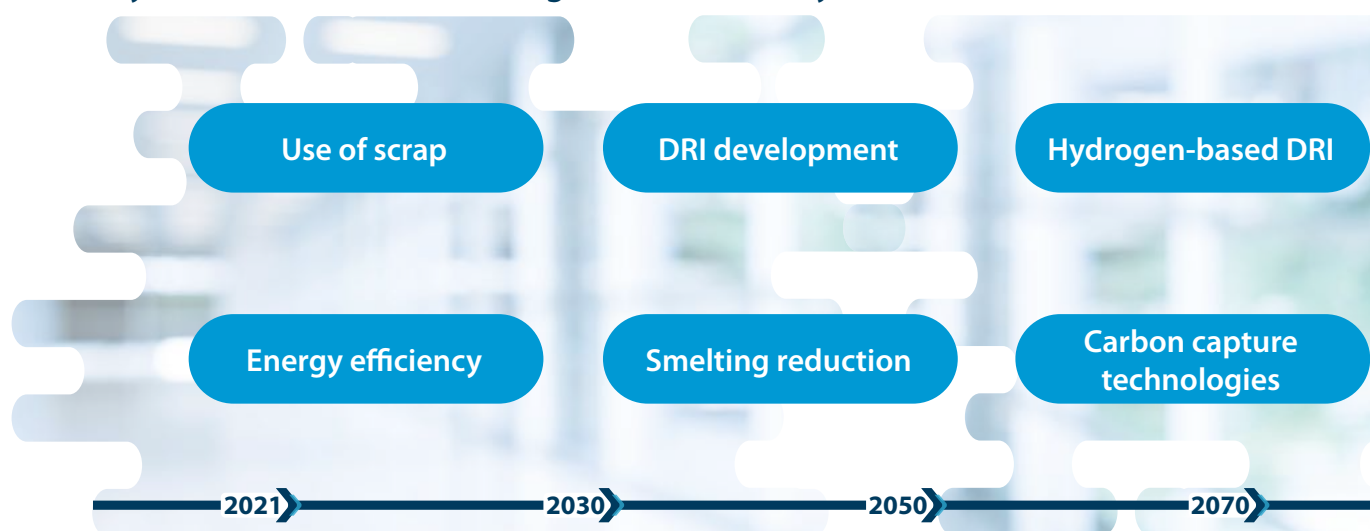 Use of scrap
DRI development
Hydrogen-based DRI
Energy efficiency
Smelting reduction
Carbon capture
technologies
2021
2030
2050
2070